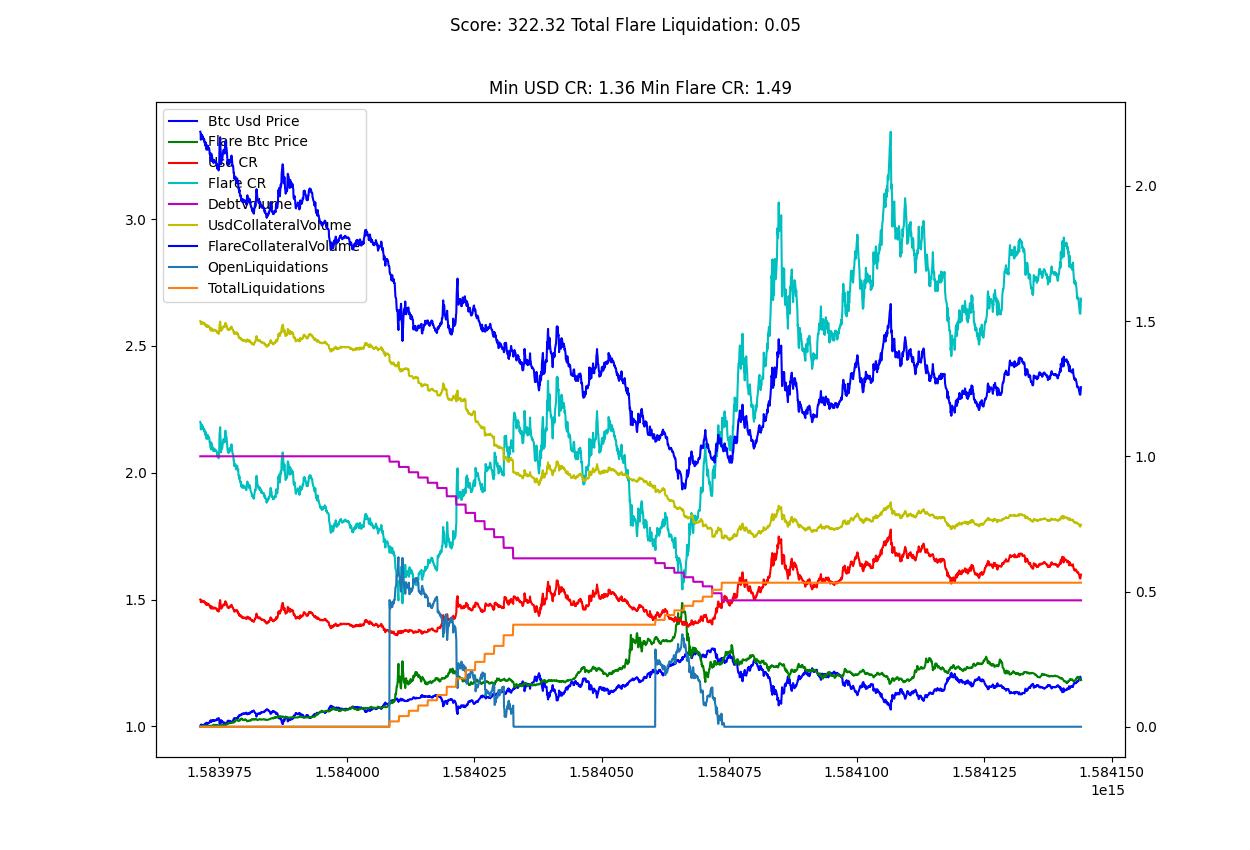 Score: 322.32 Total Flare Liquidation: 0.05
Min USD CR: 1.36 Min Flare CR: 1.49
Btc Usd Price
Flare Btc Price
Usd CR
Flare CR
DebtVolume
UsdCollateralVolume
FlareCollateralVolume
OpenLiquidations
TotalLiquidations
3.0
2.5
2.0
1.5
1.0
2.0
1.5
1.0
0.5
0.0
1.583975 1.584000 1.584025 1.584050 1.584075 1.584100 1.584125 1.584150
1e15